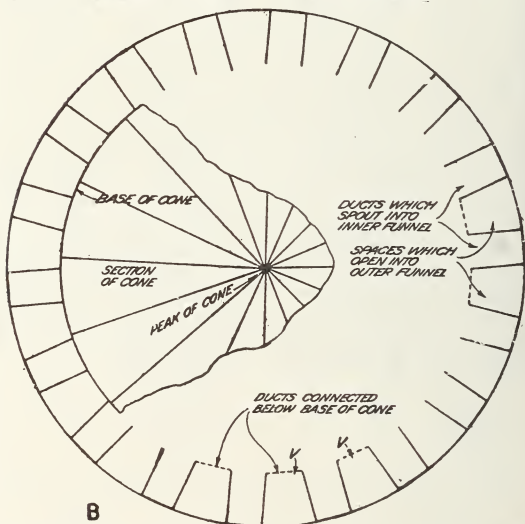 BASE OF CONE
SECTION
OF CONE
PEAK OF CONE
DUCTS WHICH
SPOUT INTO
INNER FUNNEL
SPACES WHICH
OPEN INTO
OUTER FUNNEL
DUCTS CONNECTED
BELOW BASE OF CONE
V
V
B